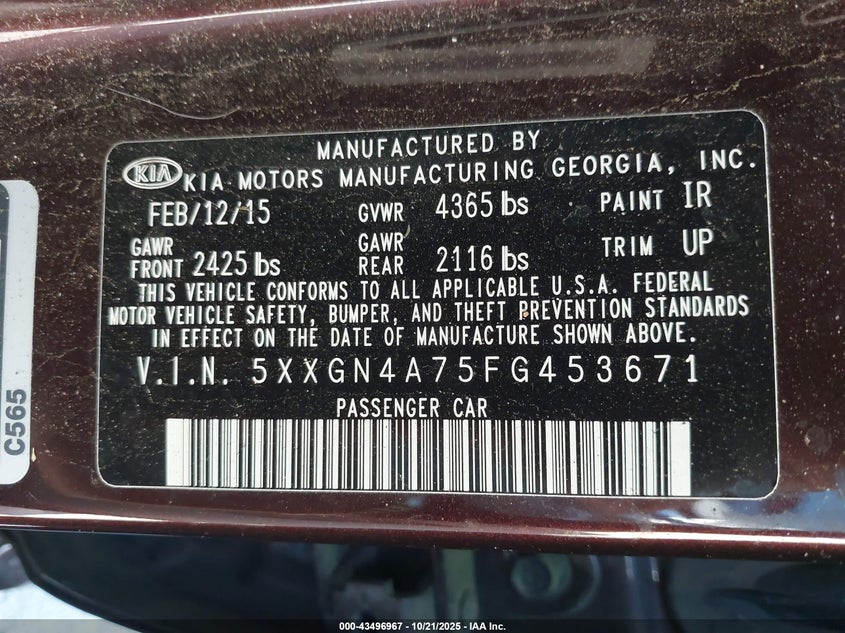 MANUFACTURED BY
KIA KIA MOTORS MANUFACTURING GEORGIA, INC.
FEB/12/15 GVWR 4365 lbs PAINT IR
GAWR FRONT 2425 lbs GAWR REAR 2116 lbs TRIM UP
THIS VEHICLE CONFORMS TO ALL APPLICABLE U.S.A. FEDERAL
MOTOR VEHICLE SAFETY, BUMPER, AND THEFT PREVENTION STANDARDS
IN EFFECT ON THE DATE OF MANUFACTURE SHOWN ABOVE.
V.I.N. 5XXGN4A75FG453671
PASSENGER CAR
C565
000-43496967 - 10/21/2025 - IAA Inc.